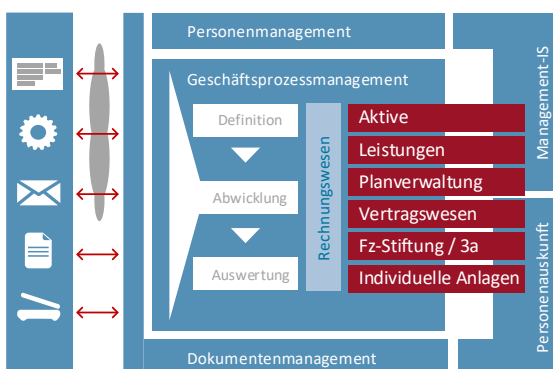 Personenmanagement
Geschäftsprozessmanagement
Definition
Abwicklung
Auswertung
Rechnungswesen
Aktive
Leistungen
Planverwaltung
Vertragswesen
Fz-Stiftung / 3a
Individuelle Anlagen
Management-IS
Personenauskunft
Dokumentenmanagement